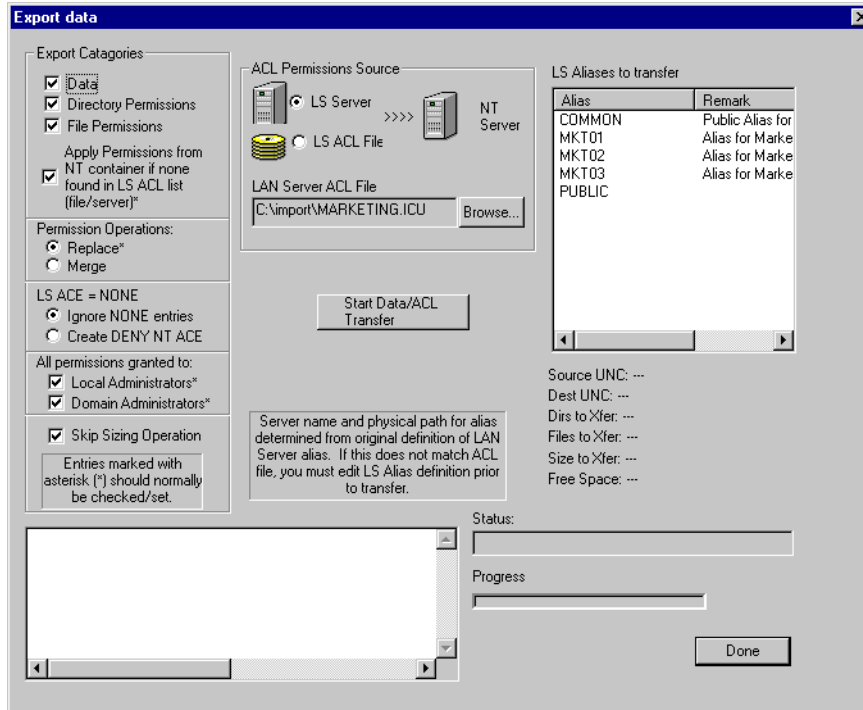 Export data
Export Catagories
Data
Directory Permissions
File Permissions
Apply Permissions from
NT container if none
found in LS ACL list
(file/server)*
Permission Operations:
Replace*
Merge
LS ACE = NONE
Ignore NONE entries
Create DENY NT ACE
All permissions granted to:
Local Administrators*
Domain Administrators*
Skip Sizing Operation
Entries marked with
asterisk (*) should normally
be checked/set.
ACL Permissions Source
LS Server
>>>>
NT
Server
LS ACL File
LAN Server ACL File
C:\import\MARKETING.ICU
Browse...
Start Data/ACL
Transfer
Server name and physical path for alias
determined from original definition of LAN
Server alias. If this does not match ACL
file, you must edit LS Alias definition prior
to transfer.
LS Aliases to transfer
Alias Remark
COMMON Public Alias for
MKT01 Alias for Marke
MKT02 Alias for Marke
MKT03 Alias for Marke
PUBLIC
Source UNC: ---
Dest UNC: ---
Dirs to Xfer: ---
Files to Xfer: ---
Size to Xfer: ---
Free Space: ---
Status:
Progress
Done